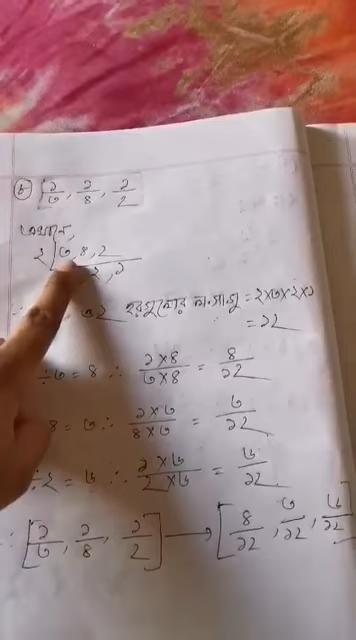 [১/৩, ১/৪, ১/২]
এখানে,
২ | ৩, ৪, ২
২, ১
হরগুলোর ল.সা.গু = ২×৩×২×১
= ১২
÷৩ = ৪ ∴ ১×৪/৩×৪ = ৪/১২
৪ = ৩ ∴ ১×৩/৪×৩ = ৩/১২
÷২ = ৬ ∴ ১×৬/২×৬ = ৬/১২
∴ [১/৩, ১/৪, ১/২] → [৪/১২, ৩/১২, ৬/১২]